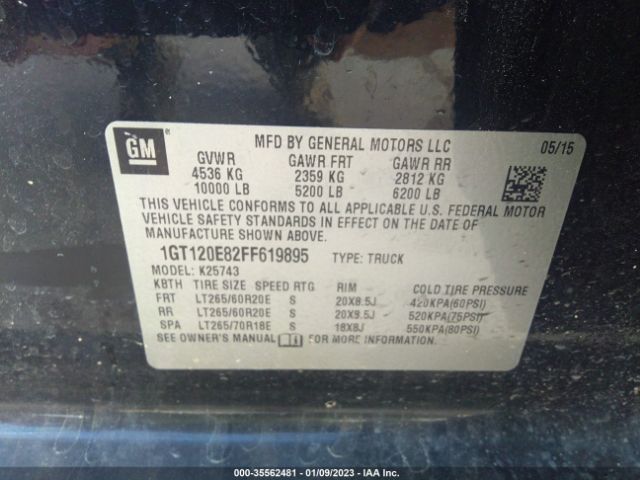 GM
MFD BY GENERAL MOTORS LLC 05/15
GVWR GAWR FRT GAWR RR
4536 KG 2359 KG 2812 KG
10000 LB 5200 LB 6200 LB
THIS VEHICLE CONFORMS TO ALL APPLICABLE U.S. FEDERAL MOTOR
VEHICLE SAFETY STANDARDS IN EFFECT ON THE DATE OF
MANUFACTURE SHOWN ABOVE.
1GT120E82FF619895 TYPE: TRUCK
MODEL: K25743
KBTH TIRE SIZE SPEED RTG RIM COLD TIRE PRESSURE
FRT LT265/60R20E S 20X8.5J 420KPA(60PSI)
RR LT265/60R20E S 20X8.5J 520KPA(75PSI)
SPA LT265/70R18E S 18X8J 550KPA(80PSI)
SEE OWNER'S MANUAL FOR MORE INFORMATION.
000-35562481 - 01/09/2023 - IAA Inc.